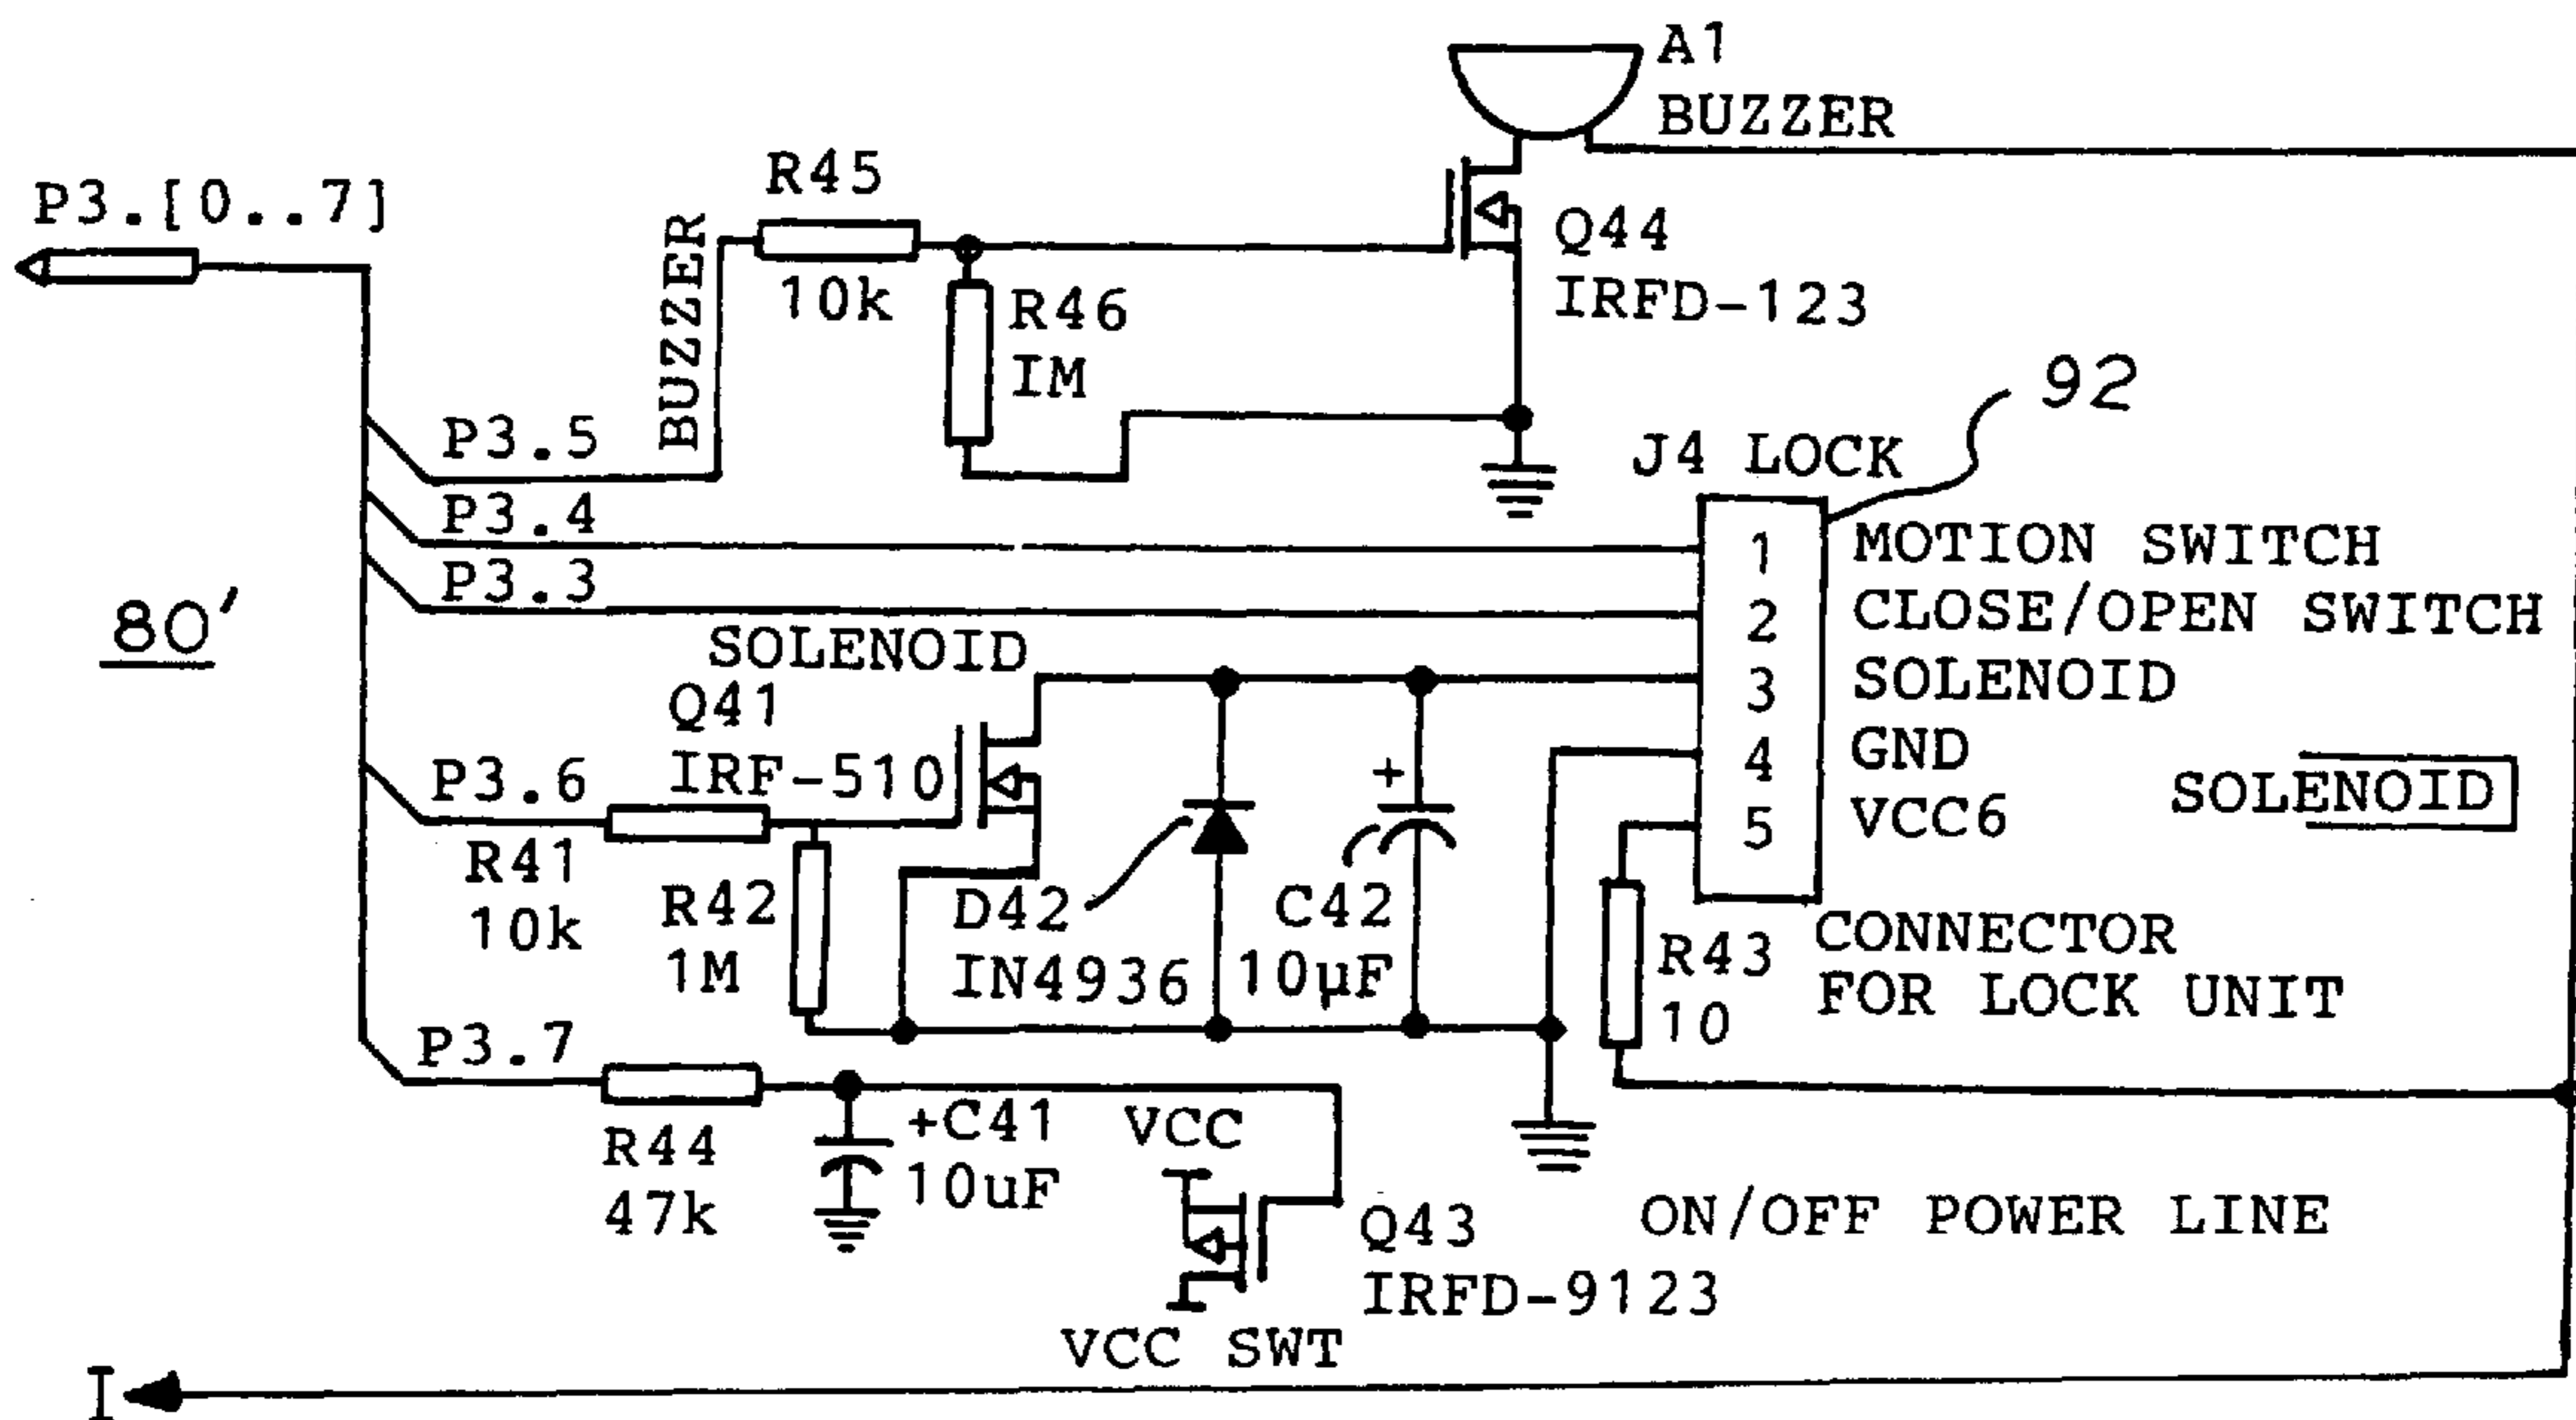 A1
BUZZER
P3.[0..7]
R45
10k
BUZZER
R46
IM
Q44
IRFD-123
92
P3.5
P3.4
P3.3
80'
J4 LOCK
1 MOTION SWITCH
2 CLOSE/OPEN SWITCH
3 SOLENOID
4 GND
5 VCC6
SOLENOID
SOLENOID
Q41
IRF-510
P3.6
R41
10k
R42
1M
D42
IN4936
+
C42
10µF
R43
10
CONNECTOR
FOR LOCK UNIT
P3.7
R44
47k
+C41
10uF
VCC
Q43
IRFD-9123
ON/OFF POWER LINE
VCC SWT
I